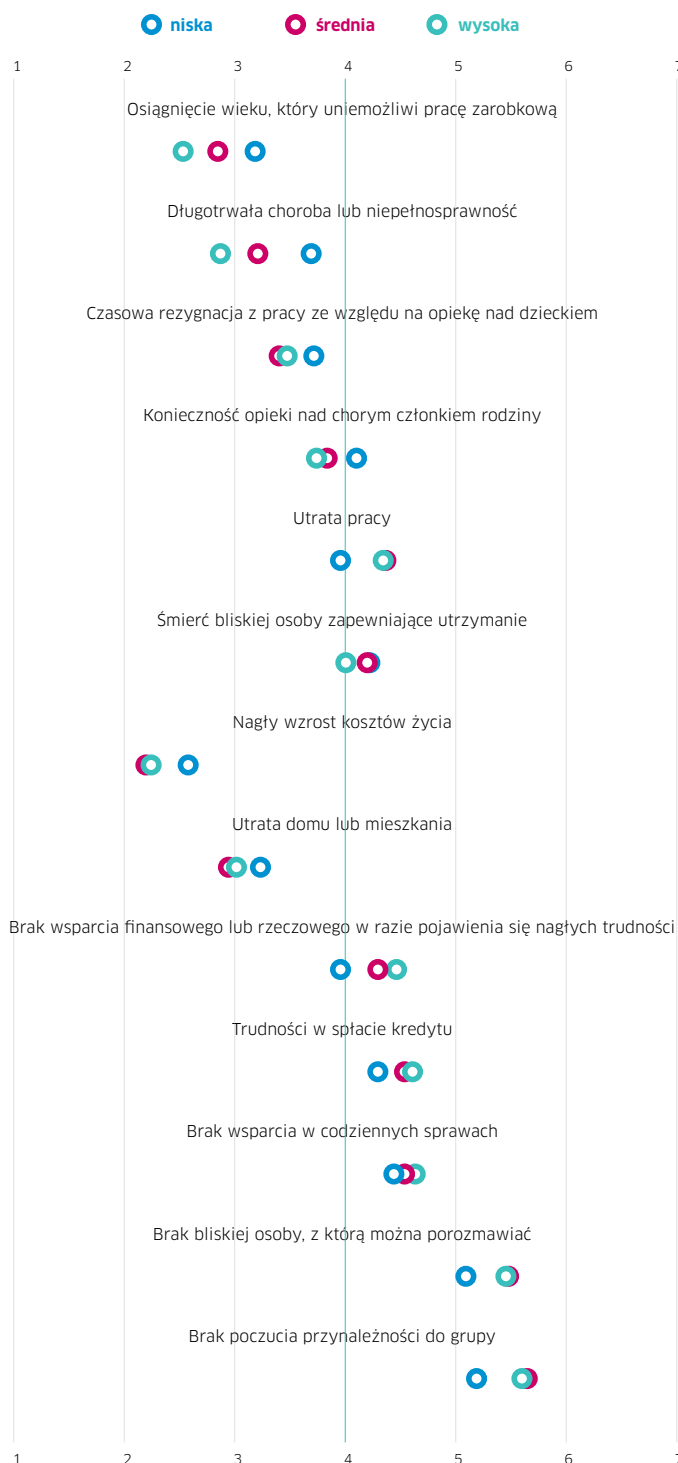 niska średnia wysoka
1 2 3 4 5 6 7
Osiągnięcie wieku, który uniemożliwi pracę zarobkową
Długotrwała choroba lub niepełnosprawność
Czasowa rezygnacja z pracy ze względu na opiekę nad dzieckiem
Konieczność opieki nad chorym członkiem rodziny
Utrata pracy
Śmierć bliskiej osoby zapewniające utrzymanie
Nagły wzrost kosztów życia
Utrata domu lub mieszkania
Brak wsparcia finansowego lub rzeczowego w razie pojawienia się nagłych trudności
Trudności w spłacie kredytu
Brak wsparcia w codziennych sprawach
Brak bliskiej osoby, z którą można porozmawiać
Brak poczucia przynależności do grupy
1 2 3 4 5 6 7